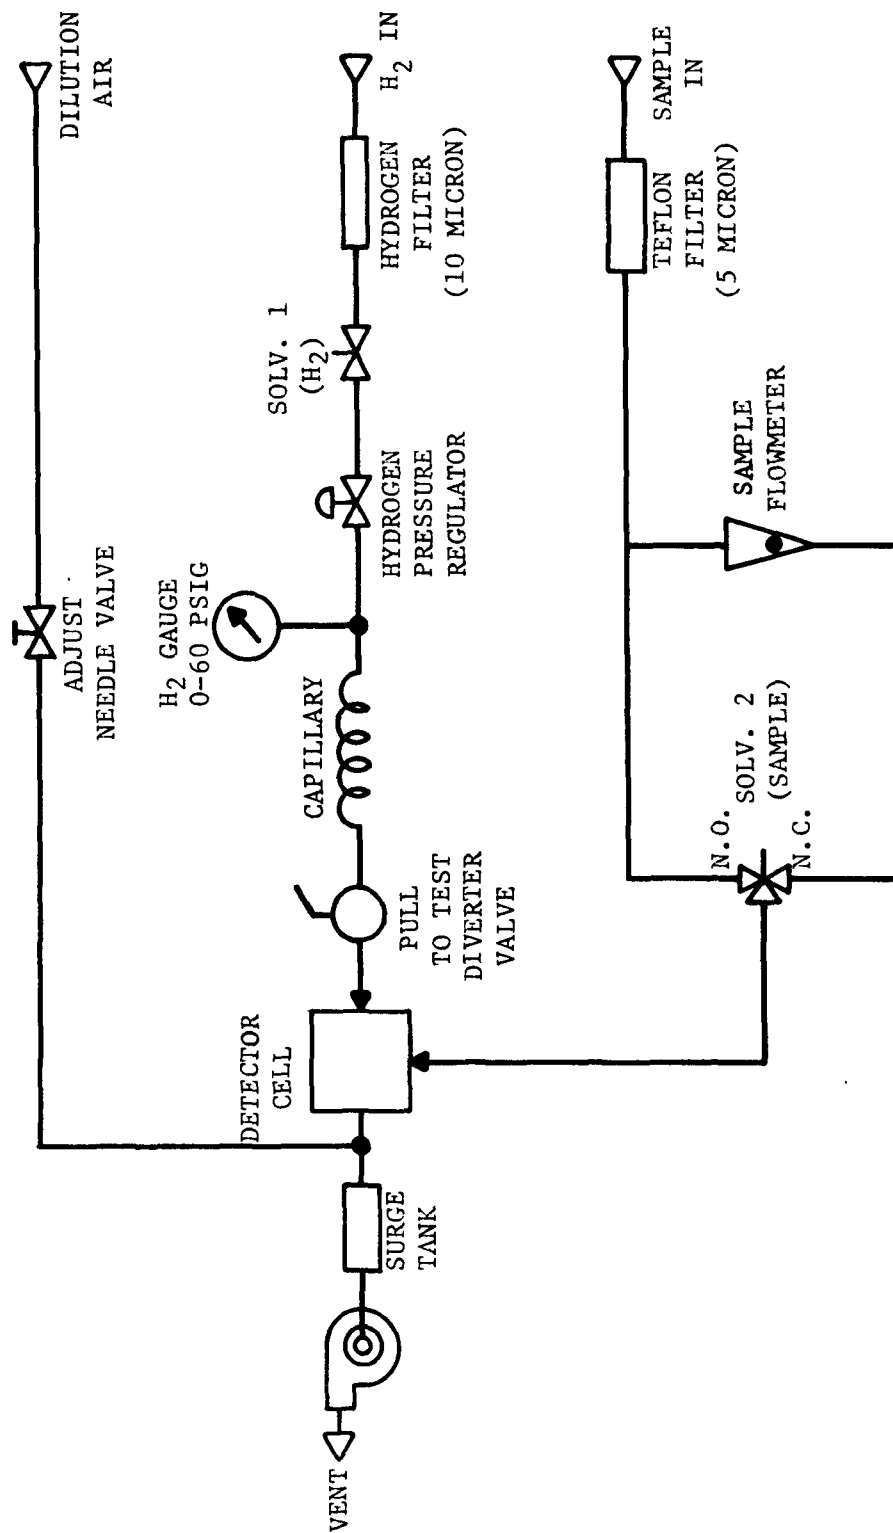 DILUTION
AIR
ADJUST
NEEDLE VALVE
H2 IN
HYDROGEN
FILTER
(10 MICRON)
SOLV. 1
(H2)
HYDROGEN
PRESSURE
REGULATOR
H2 GAUGE
0-60 PSIG
CAPILLARY
PULL
TO TEST
DIVERTER
VALVE
DETECTOR
CELL
SURGE
TANK
VENT
SAMPLE
IN
TEFLON
FILTER
(5 MICRON)
SAMPLE
FLOWMETER
N.O.
SOLV. 2
(SAMPLE)
N.C.